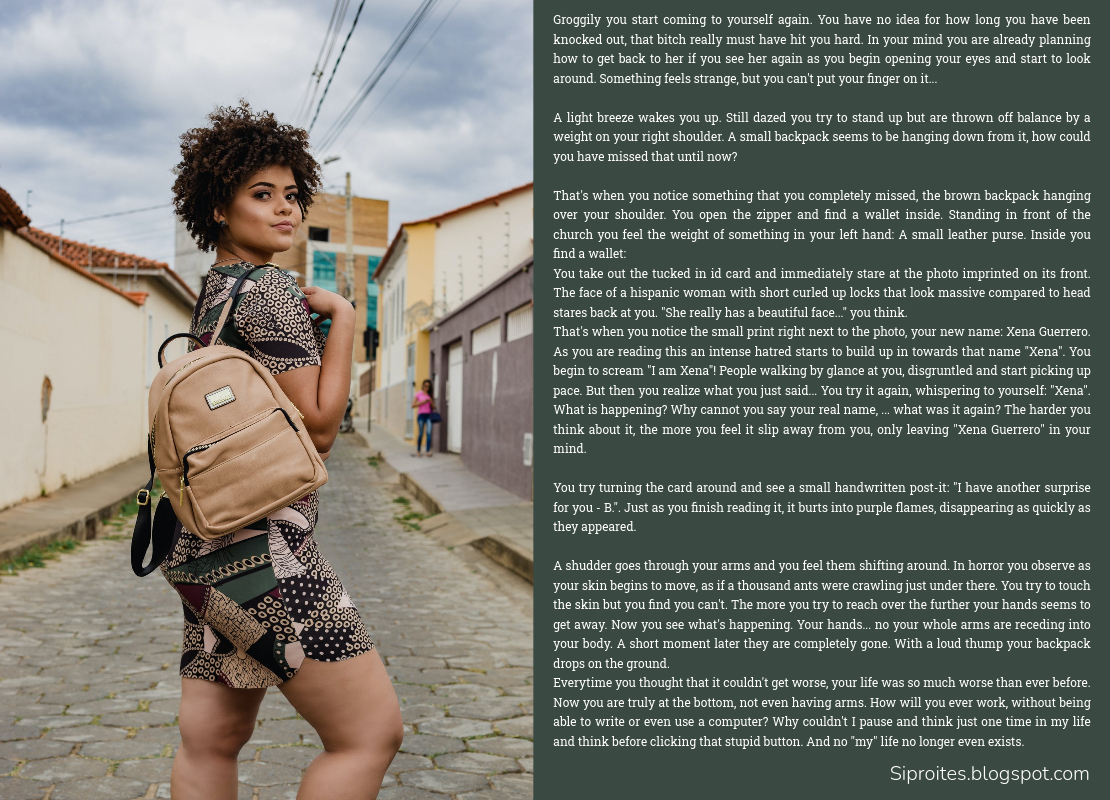 Groggily you start coming to yourself again. You have no idea for how long you have been
knocked out, that bitch really must have hit you hard. In your mind you are already planning
how to get back to her if you see her again as you begin opening your eyes and start to look
around. Something feels strange, but you can't put your finger on it...
A light breeze wakes you up. Still dazed you try to stand up but are thrown off balance by a
weight on your right shoulder. A small backpack seems to be hanging down from it, how could
you have missed that until now?
That's when you notice something that you completely missed, the brown backpack hanging
over your shoulder. You open the zipper and find a wallet inside. Standing in front of the
church you feel the weight of something in your left hand: A small leather purse. Inside you
find a wallet:
You take out the tucked in id card and immediately stare at the photo imprinted on its front.
The face of a hispanic woman with short curled up locks that look massive compared to head
stares back at you. "She really has a beautiful face..." you think.
That's when you notice the small print right next to the photo, your new name: Xena Guerrero.
As you are reading this an intense hatred starts to build up in towards that name "Xena". You
begin to scream "I am Xena"! People walking by glance at you, disgruntled and start picking up
pace. But then you realize what you just said... You try it again, whispering to yourself: "Xena".
What is happening? Why cannot you say your real name, ... what was it again? The harder you
think about it, the more you feel it slip away from you, only leaving "Xena Guerrero" in your
mind.
You try turning the card around and see a small handwritten post-it: "I have another surprise
for you - B.". Just as you finish reading it, it burts into purple flames, disappearing as quickly as
they appeared.
A shudder goes through your arms and you feel them shifting around. In horror you observe as
your skin begins to move, as if a thousand ants were crawling just under there. You try to touch
the skin but you find you can't. The more you try to reach over the further your hands seems to
get away. Now you see what's happening. Your hands... no your whole arms are receding into
your body. A short moment later they are completely gone. With a loud thump your backpack
drops on the ground.
Everytime you thought that it couldn't get worse, your life was so much worse than ever before.
Now you are truly at the bottom, not even having arms. How will you ever work, without being
able to write or even use a computer? Why couldn't I pause and think just one time in my life
and think before clicking that stupid button. And no "my" life no longer even exists.
Siproites.blogspot.com